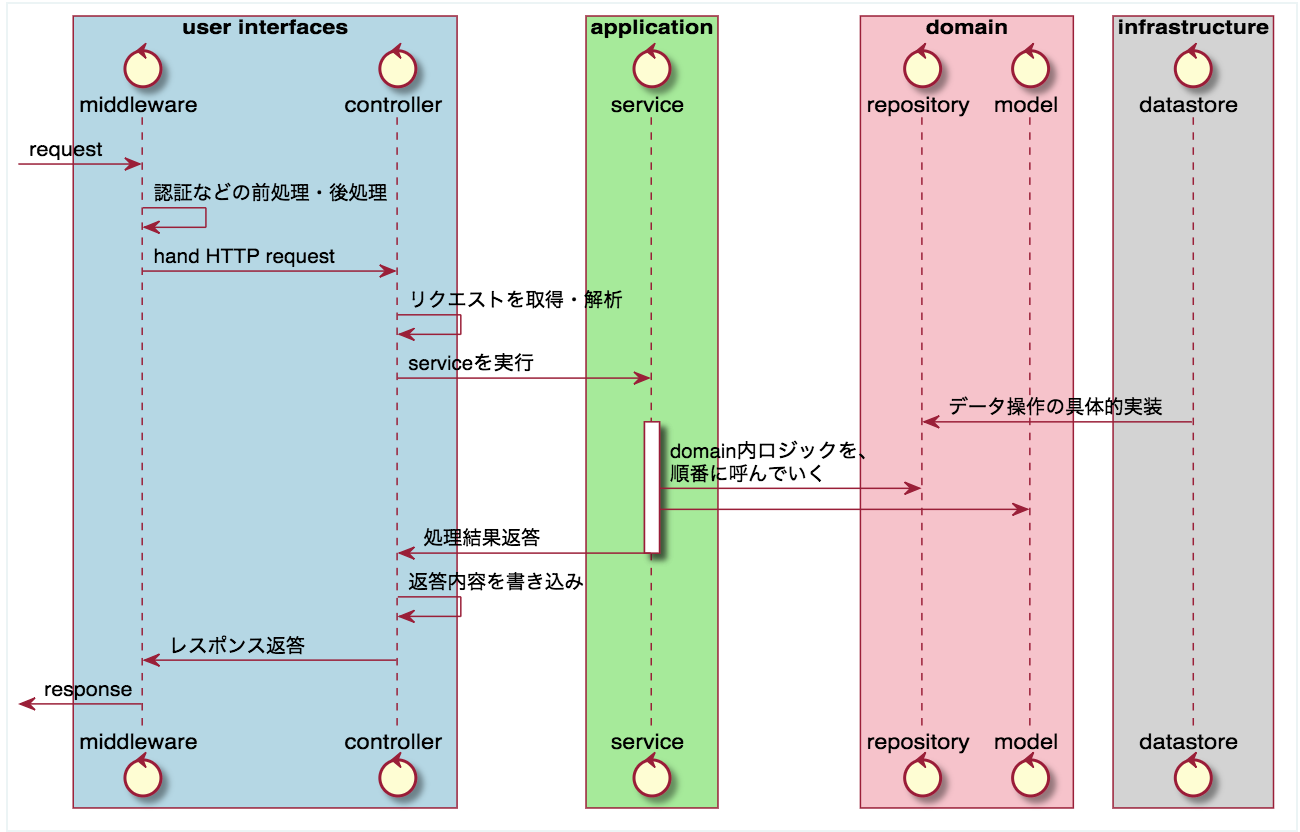 user interfaces
application
domain
infrastructure
middleware
controller
service
repository
model
datastore
request
認証などの前処理・後処理
hand HTTP request
リクエストを取得・解析
serviceを実行
データ操作の具体的実装
domain内ロジックを、
順番に呼んでいく
処理結果返答
返答内容を書き込み
レスポンス返答
response
middleware
controller
service
repository
model
datastore